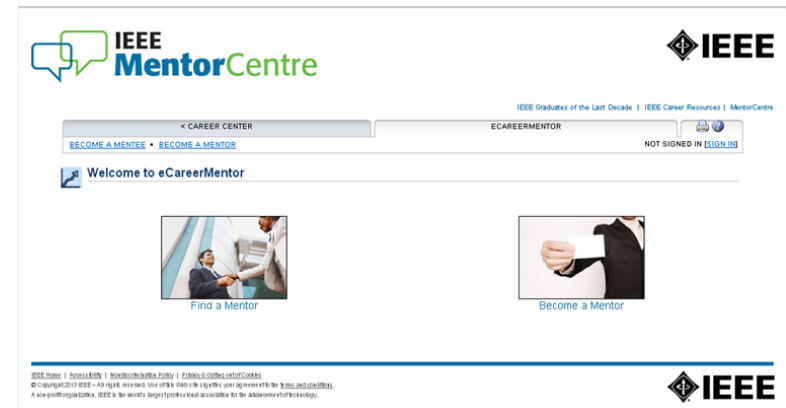 IEEE
MentorCentre
IEEE
IEEE Graduates of the Last Decade | IEEE Career Resources | MentorCentre
< CAREER CENTER
ECAREERMENTOR
BECOME A MENTEE • BECOME A MENTOR
NOT SIGNED IN [SIGN IN]
Welcome to eCareerMentor
Find a Mentor
Become a Mentor
IEEE Home | Accessibility | Nondiscrimination Policy | Privacy & Opting out of Cookies
© Copyright 2013 IEEE – All rights reserved. Use of this Web site signifies your agreement to the terms and conditions.
A non-profit organization, IEEE is the world's largest professional association for the advancement of technology.
IEEE